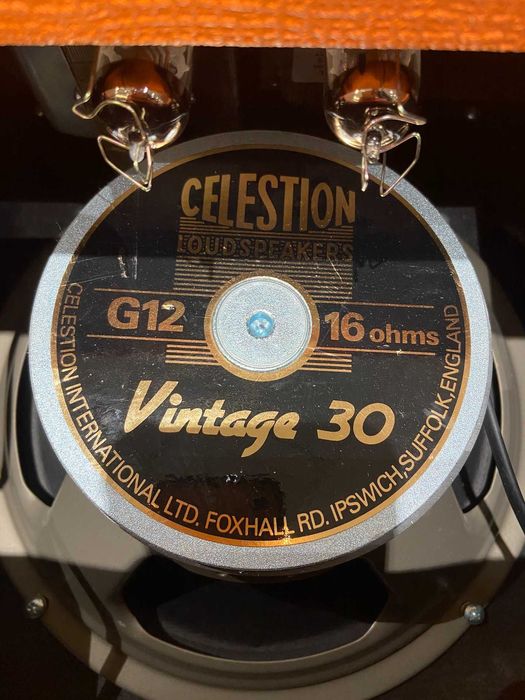 CELESTION
LOUDSPEAKERS
G12
16 ohms
Vintage 30
CELESTION INTERNATIONAL LTD. FOXHALL RD. IPSWICH, SUFFOLK, ENGLAND